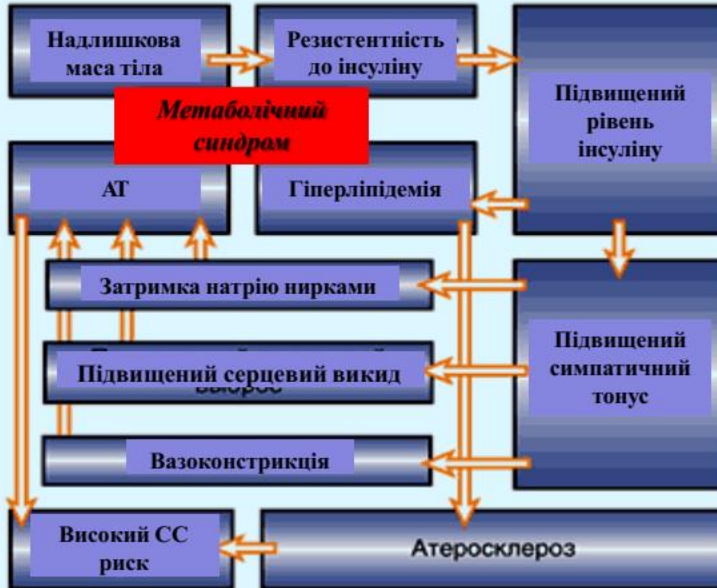 Надлишкова
маса тіла
Резистентність
до інсуліну
Підвищений
рівень
інсуліну
Метаболічний
синдром
АТ
Гіперліпідемія
Затримка натрію нирками
Підвищений серцевий викид
Підвищений
симпатичний
тонус
Вазоконстрикція
Високий СС
риск
Атеросклероз